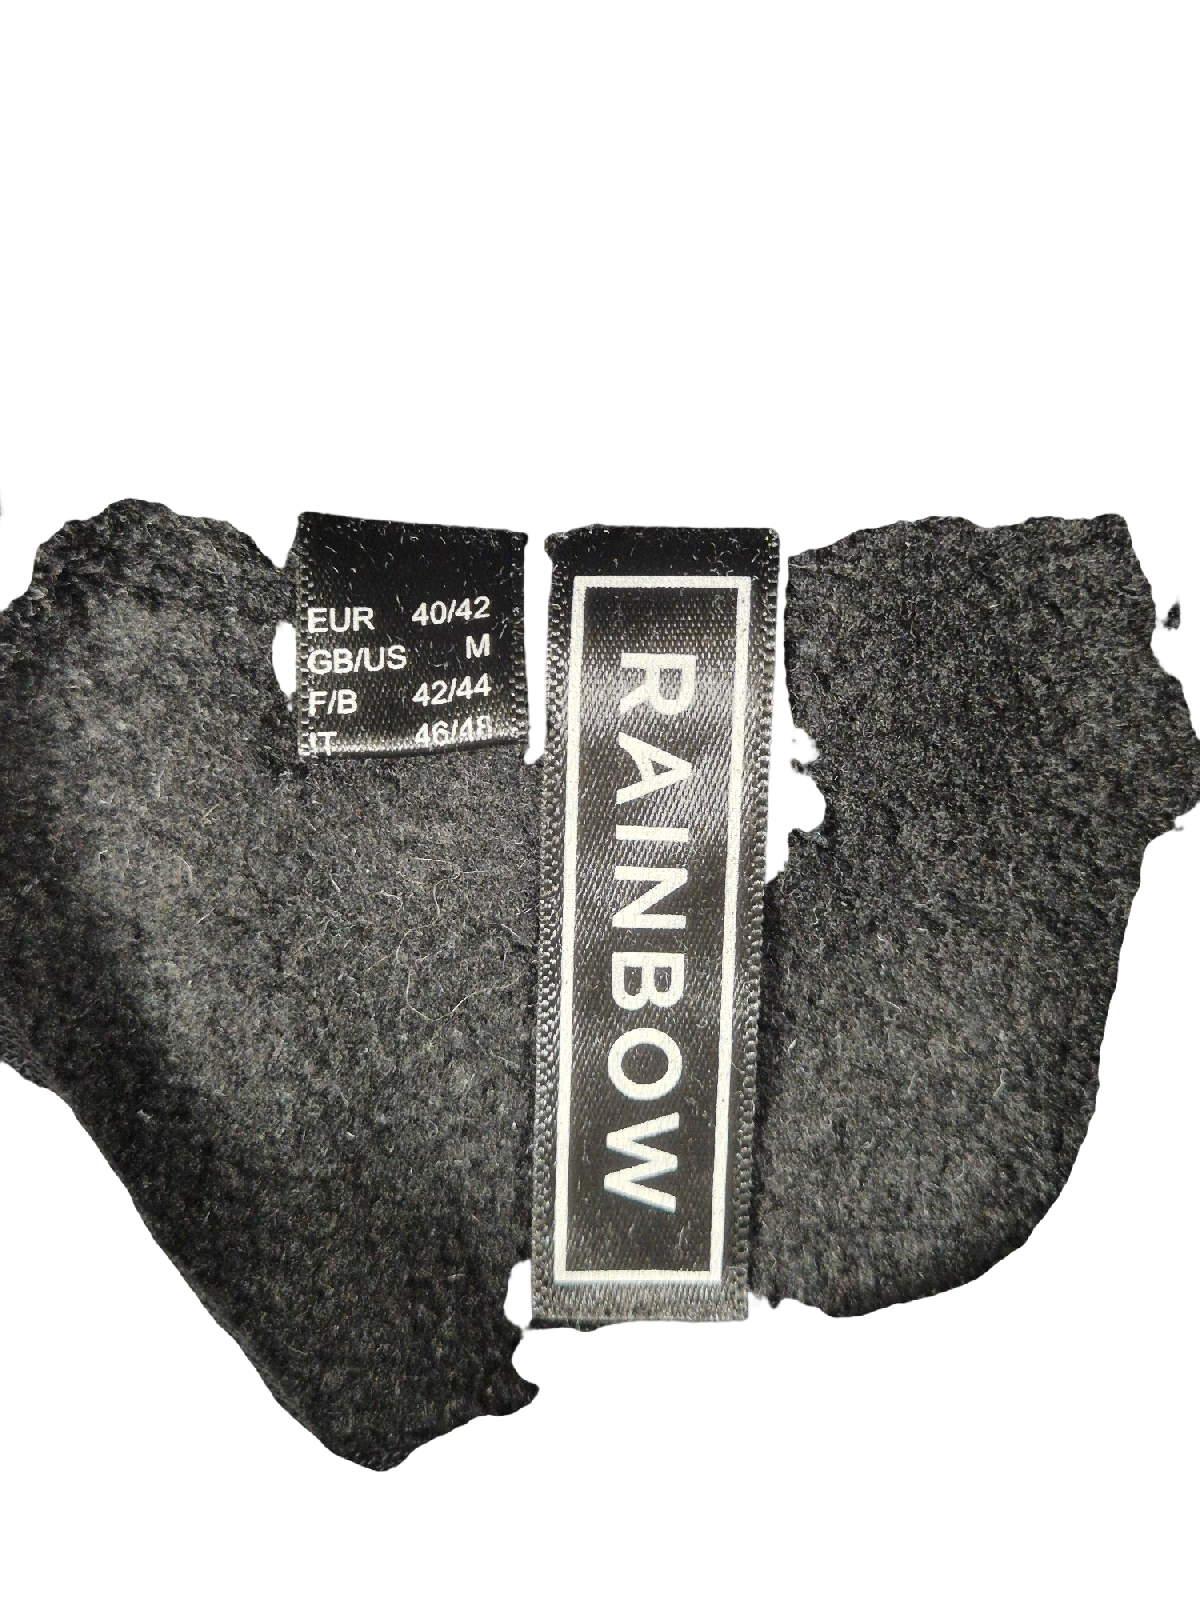 EUR 40/42
GB/US M
F/B 42/44
IT 46/48
RAINBOW